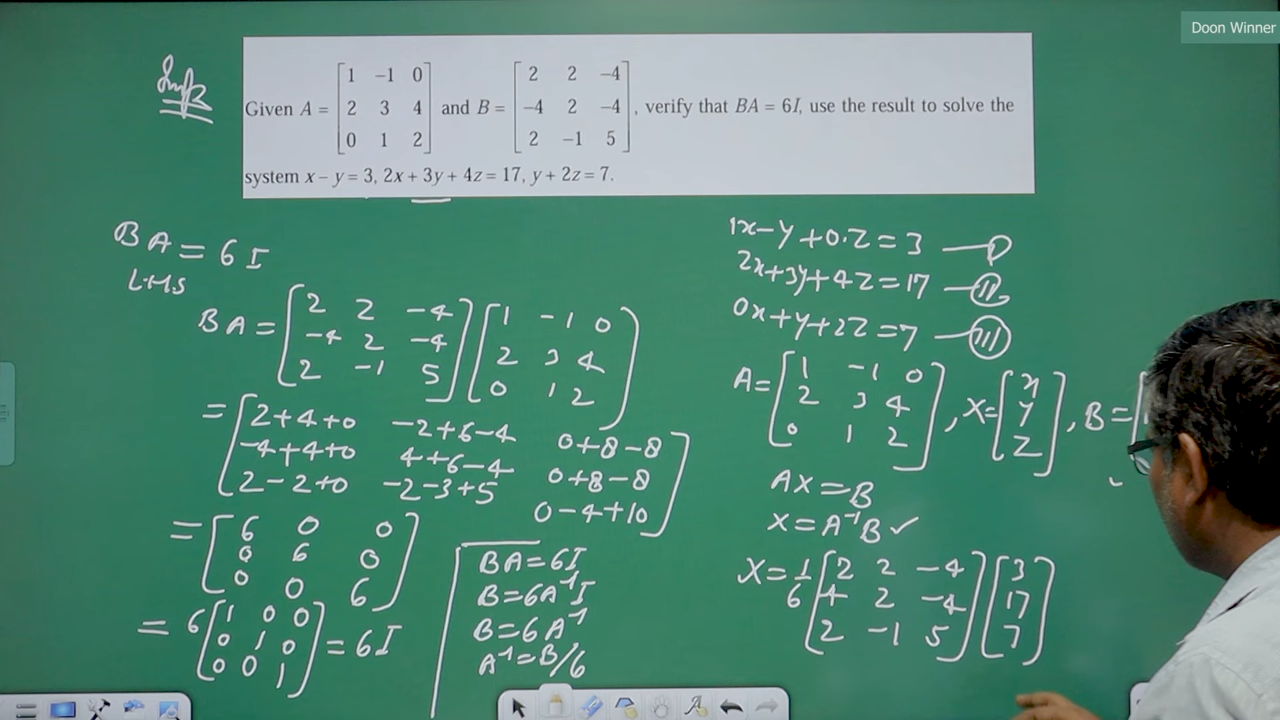 Doon Winner
Given A = [1 -1 0; 2 3 4; 0 1 2] and B = [2 2 -4; -4 2 -4; 2 -1 5], verify that BA = 6I, use the result to solve the
system x – y = 3, 2x + 3y + 4z = 17, y + 2z = 7.
BA = 6I
LHS
BA = [2 2 -4; -4 2 -4; 2 -1 5] [1 -1 0; 2 3 4; 0 1 2]
= [2+4+0 -2+6-4 0+8-8; -4+4+0 4+6-4 0+8-8; 2-2+0 -2-3+5 0-4+10]
= [6 0 0; 0 6 0; 0 0 6]
= 6[1 0 0; 0 1 0; 0 0 1] = 6I
BA=6I
B=6A⁻¹I
B=6A⁻¹
A⁻¹=B/6
1x-y+0.z=3 — I
2x+3y+4z=17 — II
0x+y+2z=7 — III
A=[1 -1 0; 2 3 4; 0 1 2], X=[x; y; z], B=
AX=B
X=A⁻¹B ✓
X=1/6 [2 2 -4; -4 2 -4; 2 -1 5] [3; 17; 7]